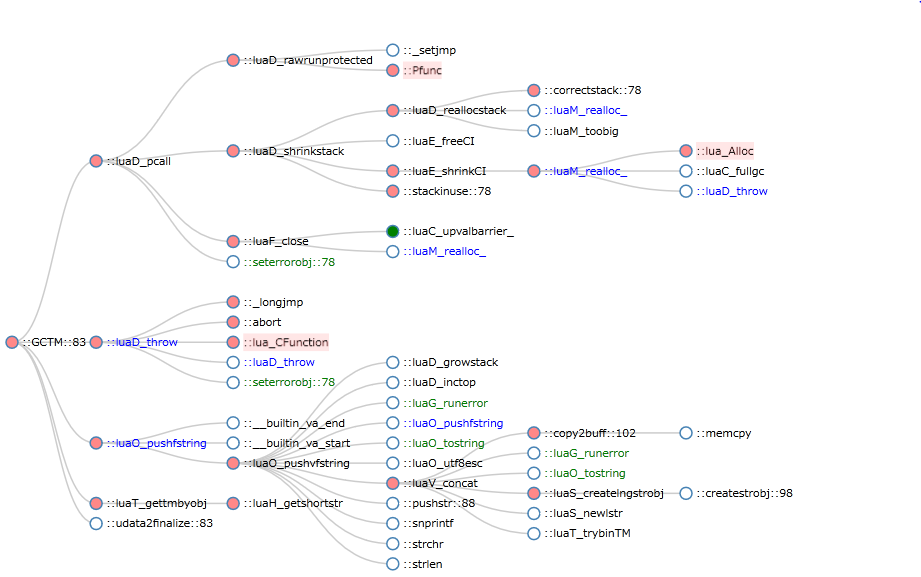 ::_setjmp
::luaD_rawrunprotected
::Pfunc
::correctstack::78
::luaD_reallocstack
::luaM_realloc_
::luaM_toobig
::luaE_freeCI
::luaD_pcall
::luaD_shrinkstack
::lua_Alloc
::luaE_shrinkCI
::luaM_realloc_
::luaC_fullgc
::stackinuse::78
::luaD_throw
::luaC_upvalbarrier_
::luaF_close
::luaM_realloc_
::seterrorobj::78
::_longjmp
::abort
::GCTM::83
::luaD_throw
::lua_CFunction
::luaD_throw
::luaD_growstack
::seterrorobj::78
::luaD_inctop
::luaG_runerror
::__builtin_va_end
::luaO_pushfstring
::luaO_pushfstring
::__builtin_va_start
::luaO_tostring
::copy2buff::102
::memcpy
::luaG_runerror
::luaO_pushvfstring
::luaO_utf8esc
::luaO_tostring
::luaV_concat
::luaS_createlngstrobj
::createstrobj::98
::luaT_gettmbyobj
::luaH_getshortstr
::pushstr::88
::luaS_newlstr
::udata2finalize::83
::snprintf
::luaT_trybinTM
::strchr
::strlen